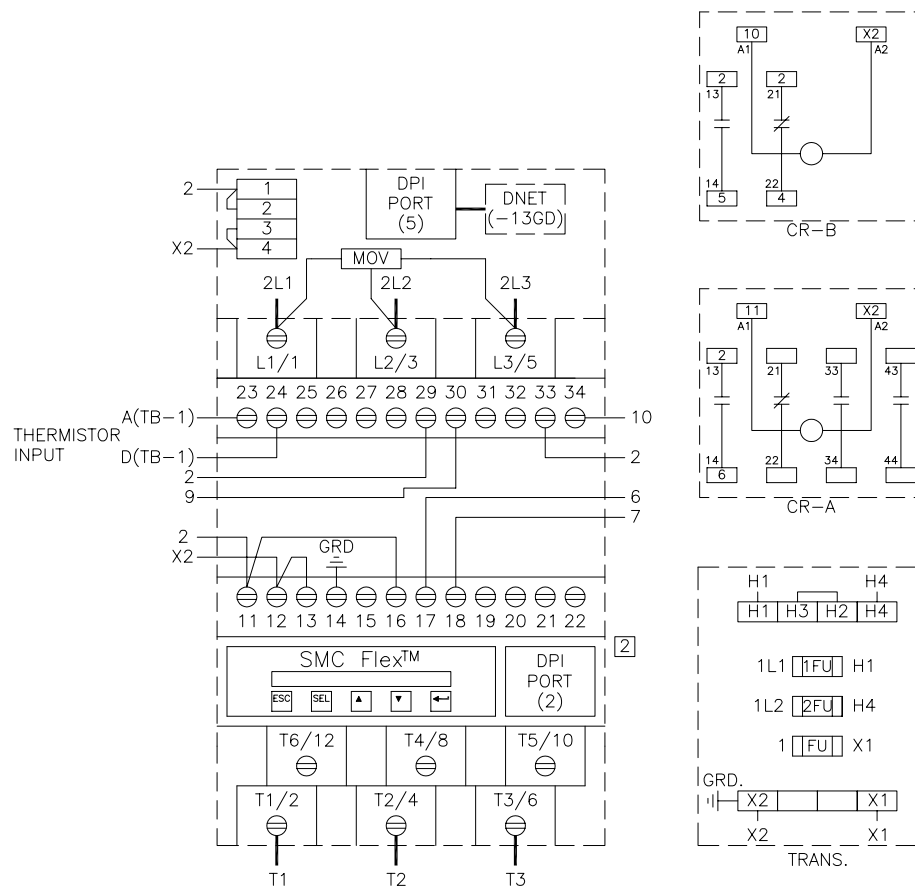 2
1
2
3
4
X2
DPI
PORT
(5)
DNET
(-13GD)
MOV
2L1 2L2 2L3
L1/1 L2/3 L3/5
23 24 25 26 27 28 29 30 31 32 33 34
THERMISTOR
INPUT
A(TB-1)
D(TB-1)
2
9
10
2
6
7
2
X2
GRD
11 12 13 14 15 16 17 18 19 20 21 22
SMC Flex™
ESC SEL ▲ ▼ ↵
DPI
PORT
(2)
2
T6/12 T4/8 T5/10
T1/2 T2/4 T3/6
T1 T2 T3
10 X2
A1 A2
2 2
13 21
14 22
5 4
CR-B
11 X2
A1 A2
2
13 21 33 43
14 22 34 44
6
CR-A
H1 H4
H1 H3 H2 H4
1L1 1FU H1
1L2 2FU H4
1 FU X1
GRD.
X2 X1
X2 X1
TRANS.